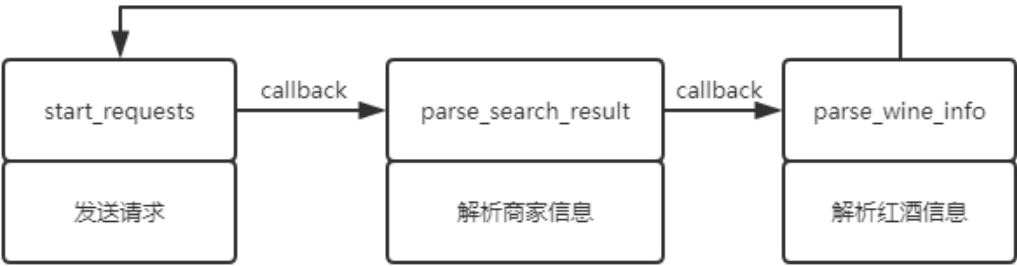 callback
callback
start_requests
parse_search_result
parse_wine_info
发送请求
解析商家信息
解析红酒信息